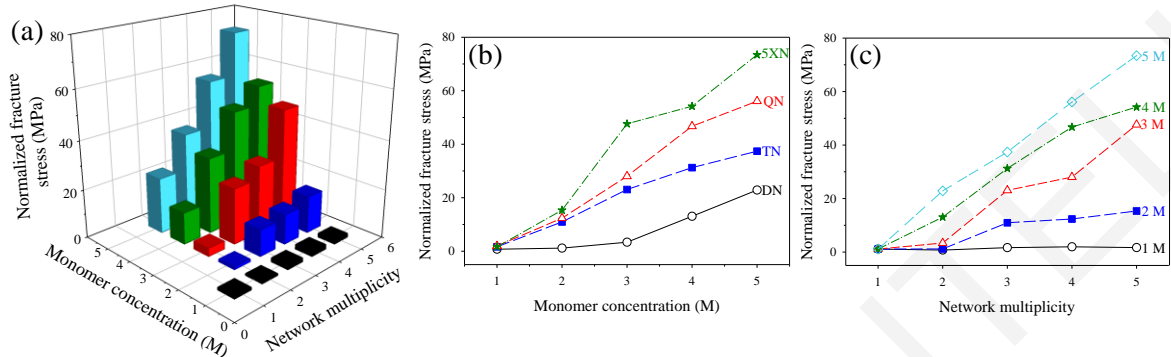 (a)
Normalized fracture
stress (MPa)
80
60
40
20
0
5
4
3
2
1
0
Monomer concentration (M)
0
1
2
3
4
5
6
Network multiplicity
(b)
Normalized fracture stress (MPa)
80
60
40
20
0
5XN
QN
TN
DN
1 2 3 4 5
Monomer concentration (M)
(c)
Normalized fracture stress (MPa)
80
60
40
20
0
5 M
4 M
3 M
2 M
1 M
1 2 3 4 5
Network multiplicity